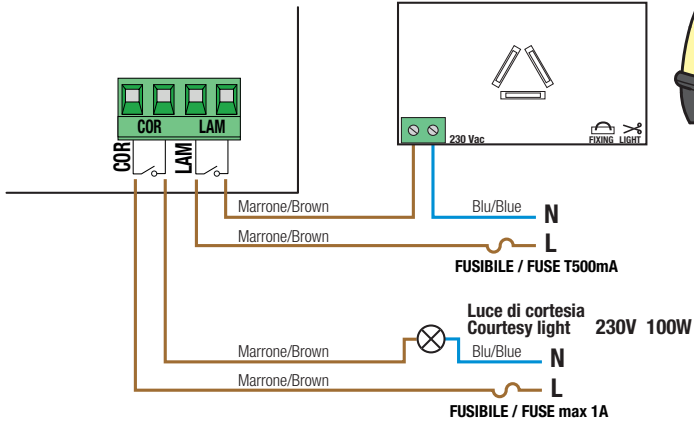 COR LAM
COR LAM
230 Vac
FIXING LIGHT
Marrone/Brown Blu/Blue N
Marrone/Brown L
FUSIBILE / FUSE T500mA
Luce di cortesia
Courtesy light 230V 100W
Marrone/Brown Blu/Blue N
Marrone/Brown L
FUSIBILE / FUSE max 1A